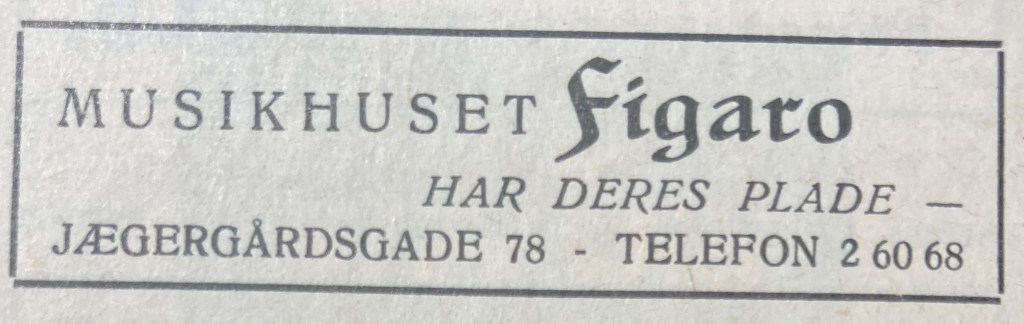 MUSIKHUSET Figaro
HAR DERES PLADE —
JÆGERGÅRDSGADE 78 - TELEFON 2 60 68